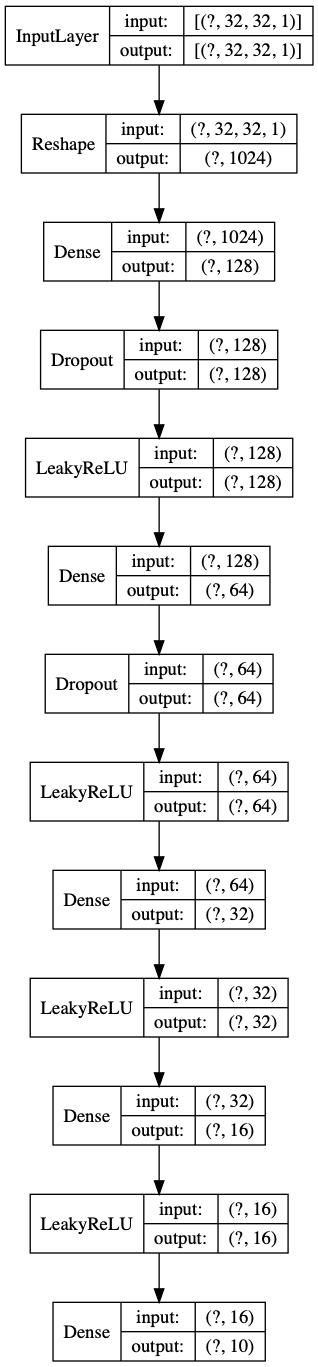 InputLayer input: [(?, 32, 32, 1)]
output: [(?, 32, 32, 1)]
Reshape input: (?, 32, 32, 1)
output: (?, 1024)
Dense input: (?, 1024)
output: (?, 128)
Dropout input: (?, 128)
output: (?, 128)
LeakyReLU input: (?, 128)
output: (?, 128)
Dense input: (?, 128)
output: (?, 64)
Dropout input: (?, 64)
output: (?, 64)
LeakyReLU input: (?, 64)
output: (?, 64)
Dense input: (?, 64)
output: (?, 32)
LeakyReLU input: (?, 32)
output: (?, 32)
Dense input: (?, 32)
output: (?, 16)
LeakyReLU input: (?, 16)
output: (?, 16)
Dense input: (?, 16)
output: (?, 10)